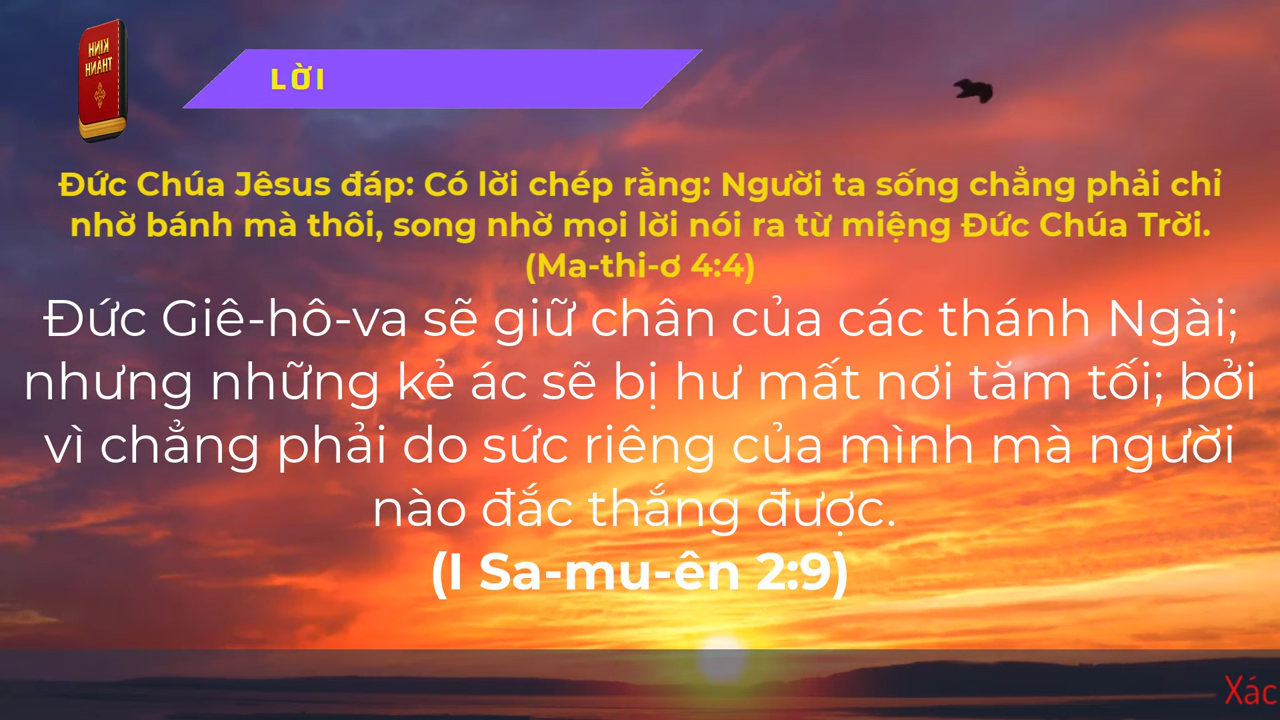 KINH
THÁNH
LỜI
Đức Chúa Jêsus đáp: Có lời chép rằng: Người ta sống chẳng phải chỉ
nhờ bánh mà thôi, song nhờ mọi lời nói ra từ miệng Đức Chúa Trời.
(Ma-thi-ơ 4:4)
Đức Giê-hô-va sẽ giữ chân của các thánh Ngài;
nhưng những kẻ ác sẽ bị hư mất nơi tăm tối; bởi
vì chẳng phải do sức riêng của mình mà người
nào đắc thắng được.
(I Sa-mu-ên 2:9)
Xác